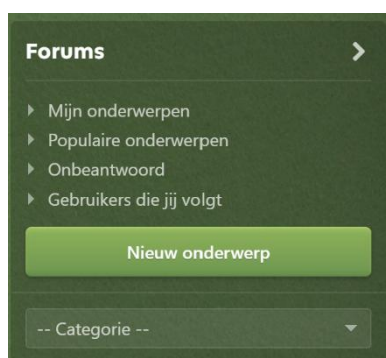 Forums
Mijn onderwerpen
Populaire onderwerpen
Onbeantwoord
Gebruikers die jij volgt
Nieuw onderwerp
-- Categorie --